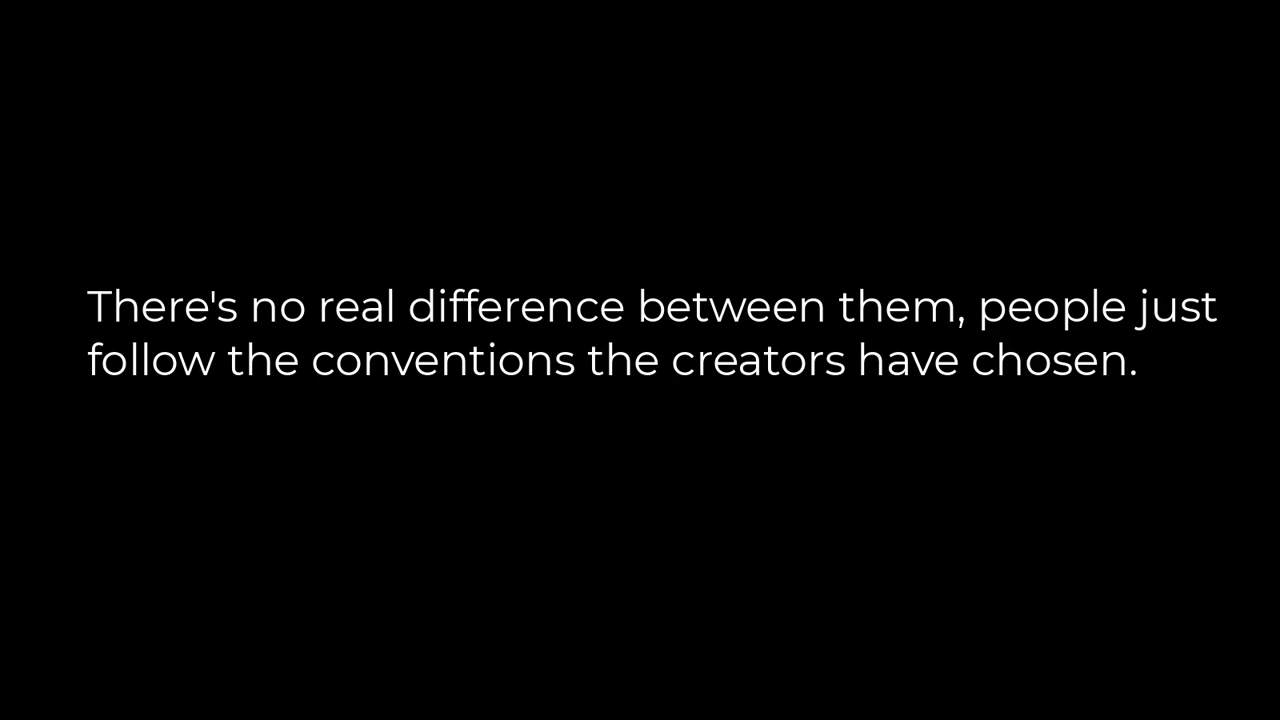 There's no real difference between them, people just
follow the conventions the creators have chosen.